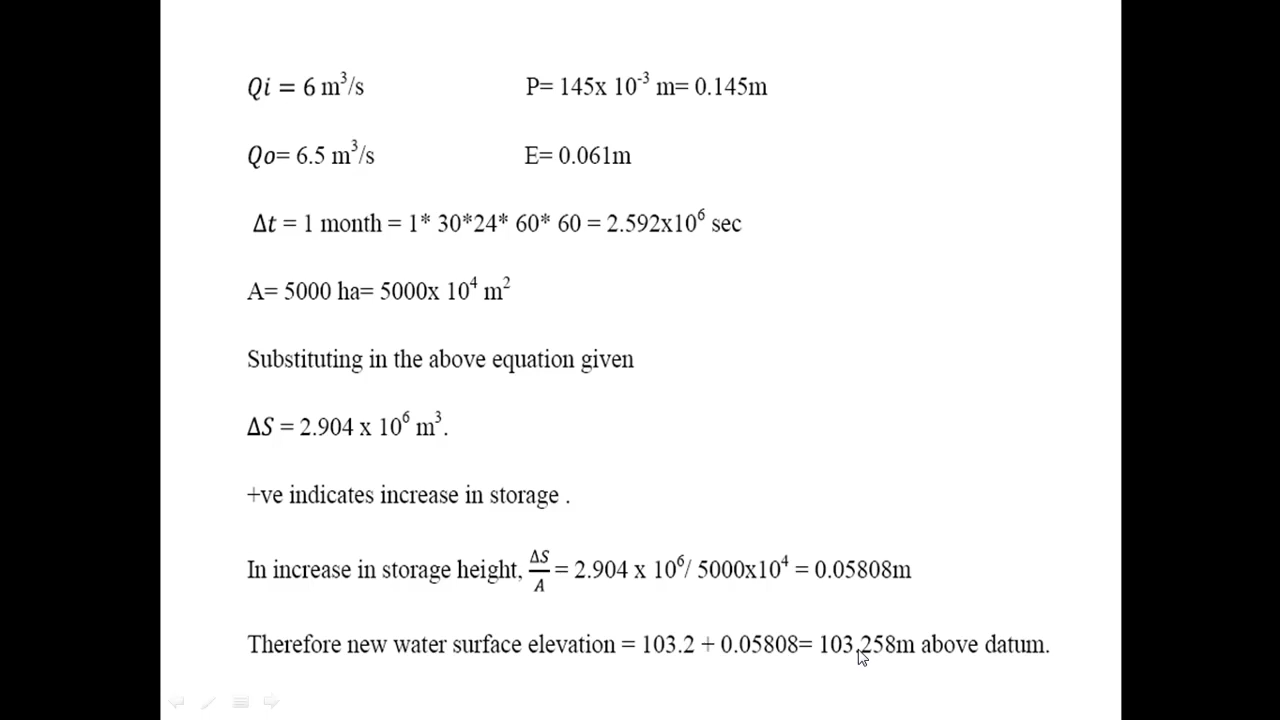 Qi = 6 m³/s P= 145x 10⁻³ m= 0.145m
Qo= 6.5 m³/s E= 0.061m
Δt = 1 month = 1* 30*24* 60* 60 = 2.592x10⁶ sec
A= 5000 ha= 5000x 10⁴ m²
Substituting in the above equation given
ΔS = 2.904 x 10⁶ m³.
+ve indicates increase in storage .
In increase in storage height, ΔS/A = 2.904 x 10⁶/ 5000x10⁴ = 0.05808m
Therefore new water surface elevation = 103.2 + 0.05808= 103.258m above datum.